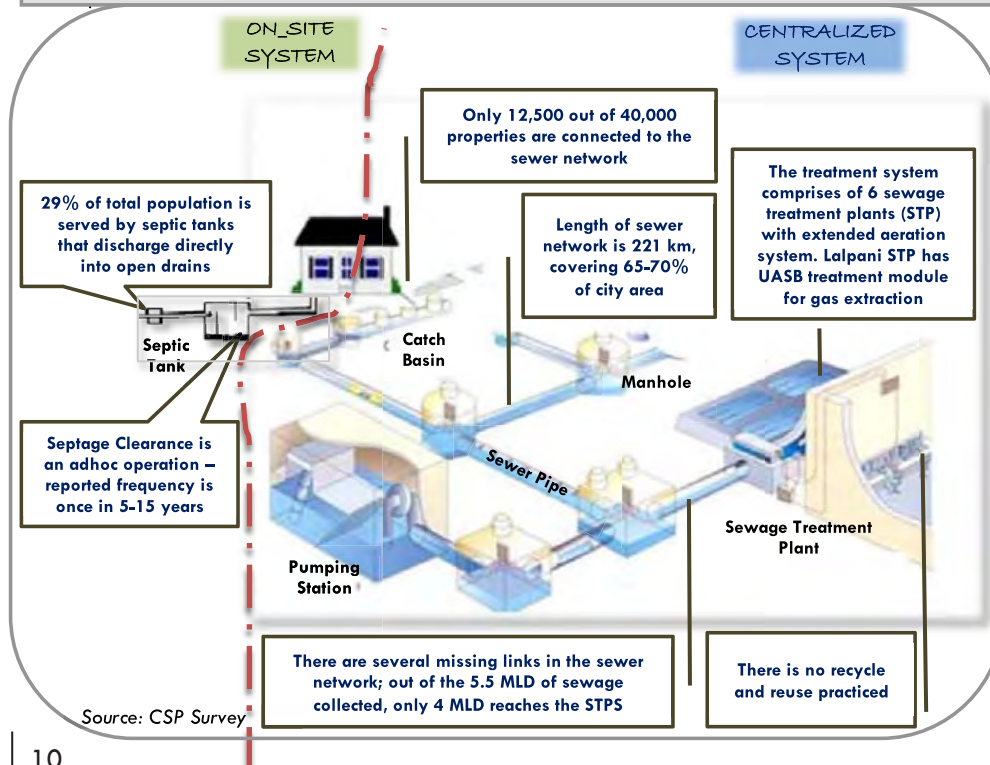 ON_SITE
SYSTEM
CENTRALIZED
SYSTEM
Only 12,500 out of 40,000
properties are connected to the
sewer network
The treatment system
comprises of 6 sewage
treatment plants (STP)
with extended aeration
system. Lalpani STP has
UASB treatment module
for gas extraction
29% of total population is
served by septic tanks
that discharge directly
into open drains
Length of sewer
network is 221 km,
covering 65-70%
of city area
Septic
Tank
Catch
Basin
Manhole
Septage Clearance is
an adhoc operation –
reported frequency is
once in 5-15 years
Sewer Pipe
Sewage Treatment
Plant
Pumping
Station
There are several missing links in the sewer
network; out of the 5.5 MLD of sewage
collected, only 4 MLD reaches the STPS
There is no recycle
and reuse practiced
Source: CSP Survey
10